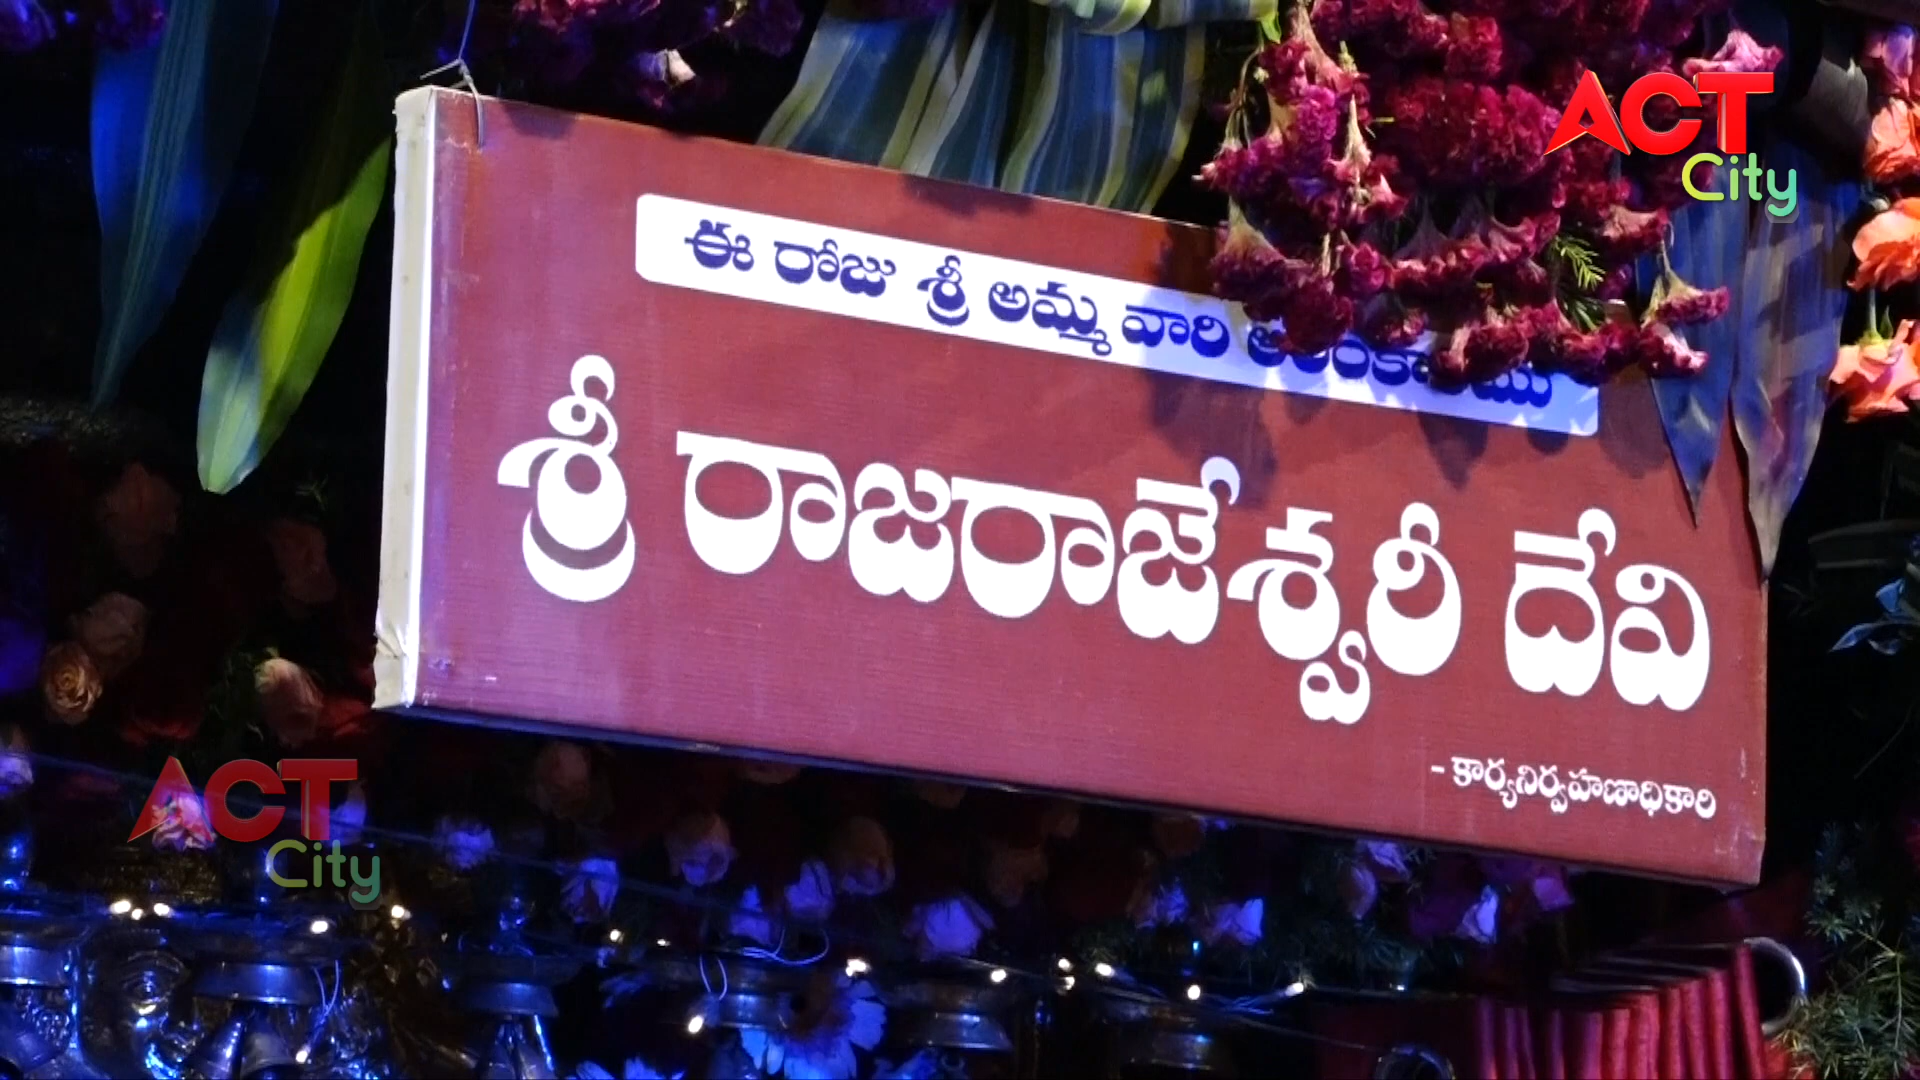 ACT
City
ఈ రోజు శ్రీ అమ్మ వారి
శ్రీ రాజరాజేశ్వరీ దేవి
- కార్యనిర్వహణాధికారి
ACT
City